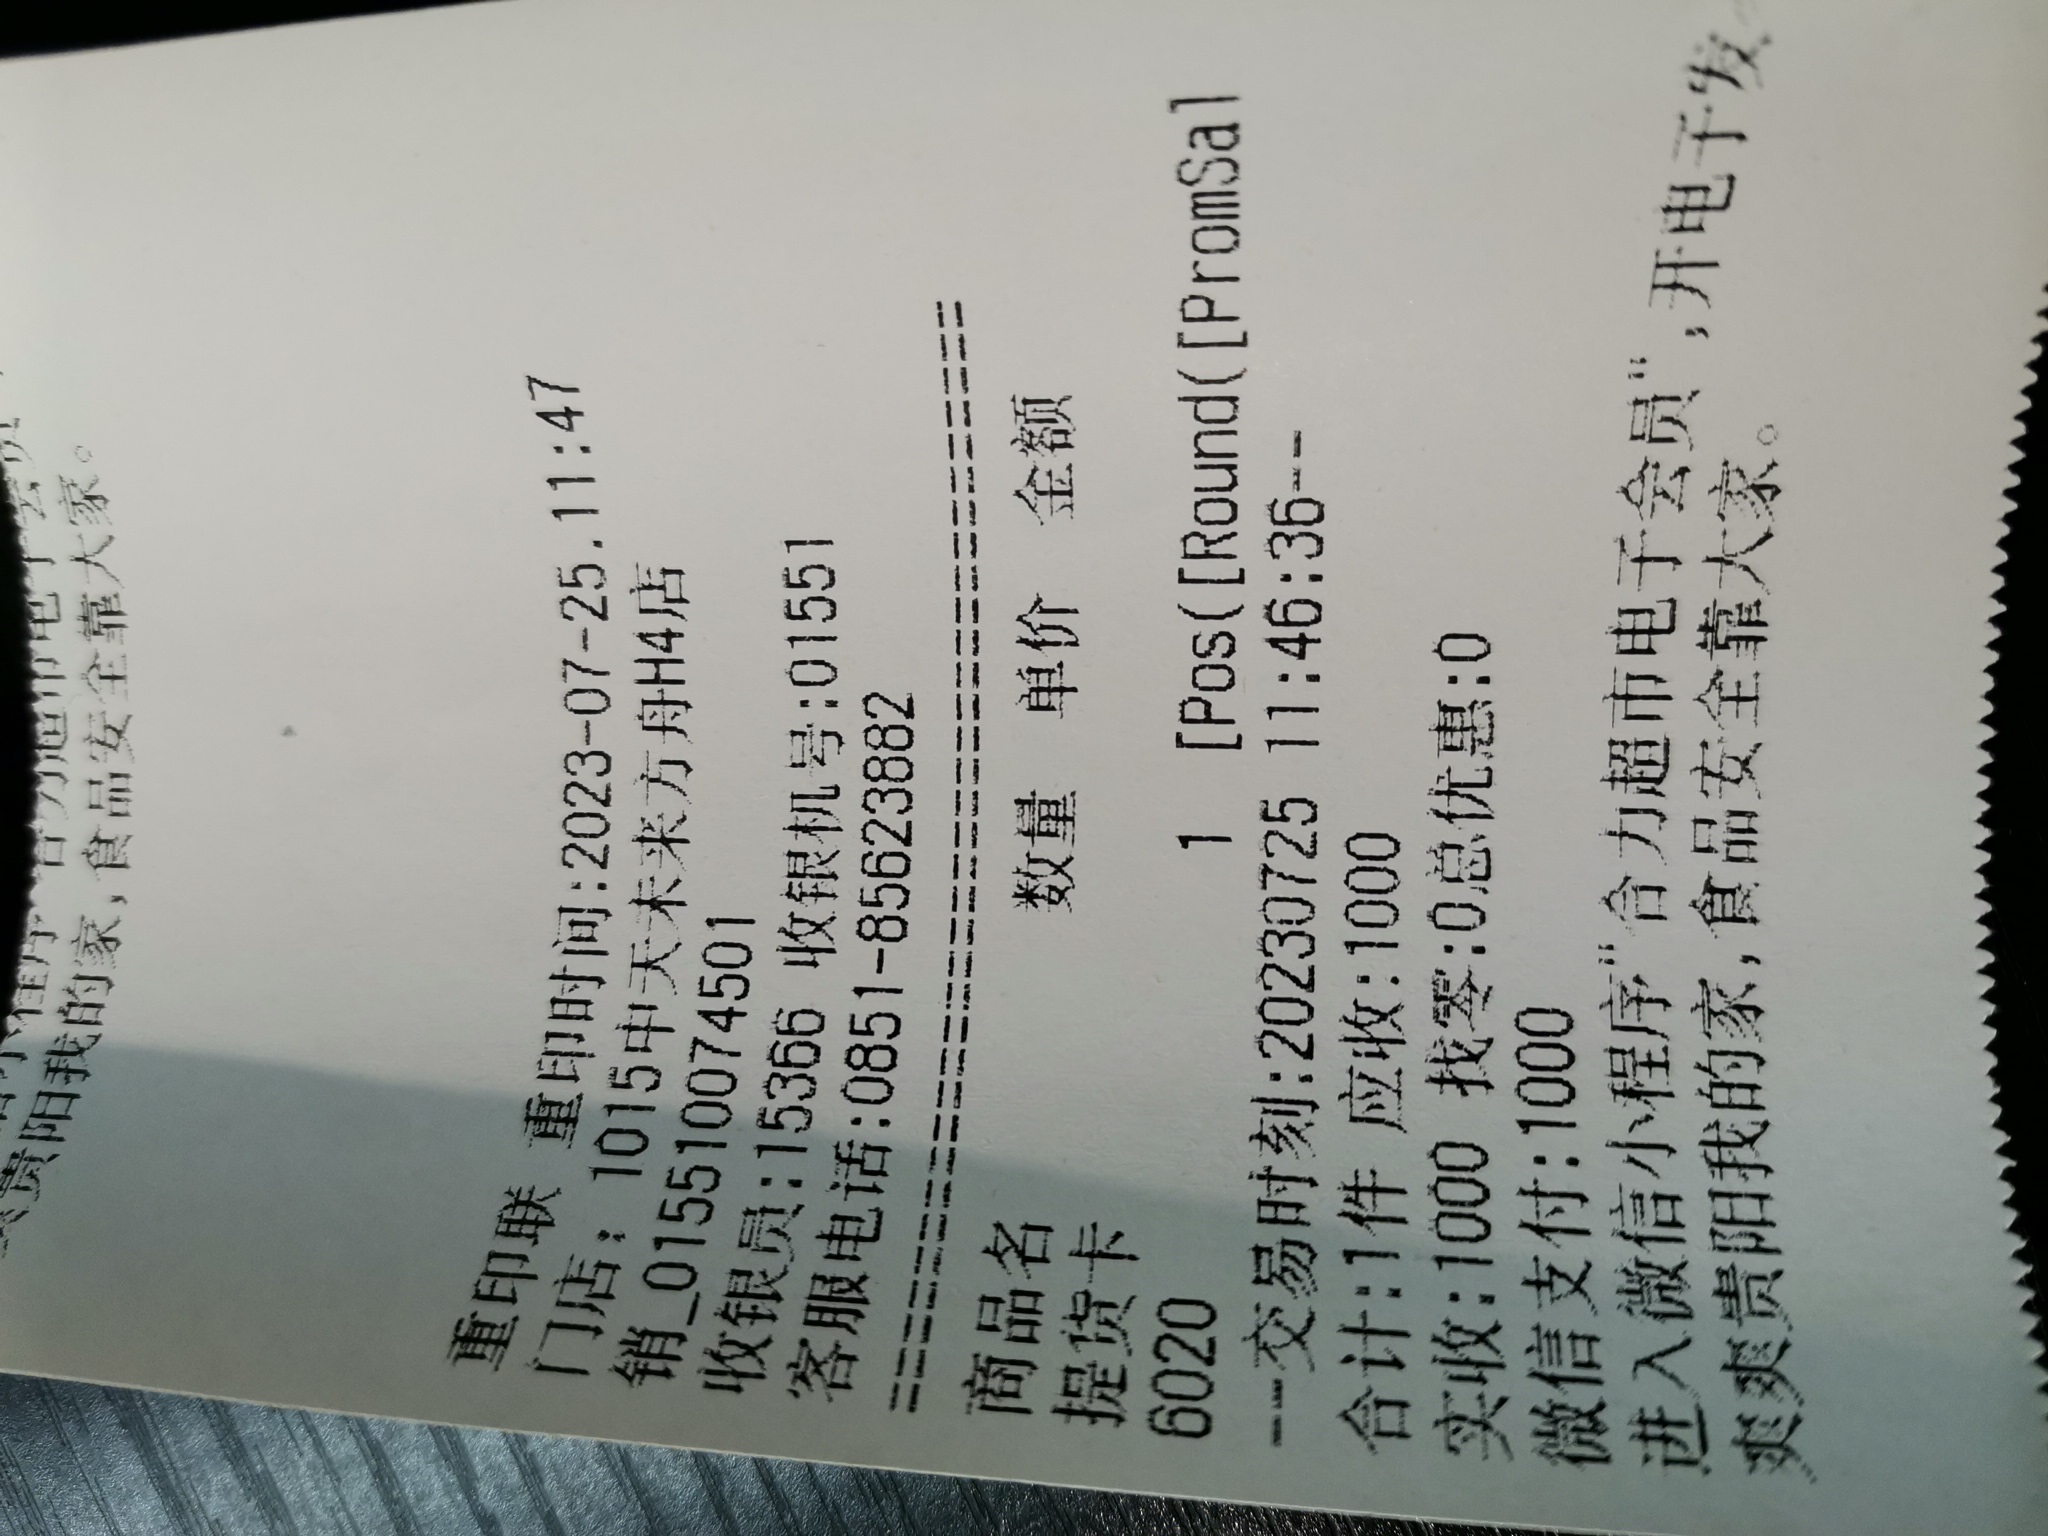 贵阳我的家,食品安全靠大家。
重印联 重印时间:2023-07-25.11:47
门店: 1015中天未来方舟H4店
销_015510074501
收银员:15366 收银机号:01551
客服电话:0851-85623882
==========================================
商品名 数量 单价 金额
提货卡
6020 1 [Pos([Round([PromSal
--交易时刻:20230725 11:46:36--
合计:1件 应收:1000
实收:1000 找零:0总优惠:0
微信支付:1000
进入微信小程序"合力超市电子会员",开电子发
爽爽贵阳我的家,食品安全靠大家。